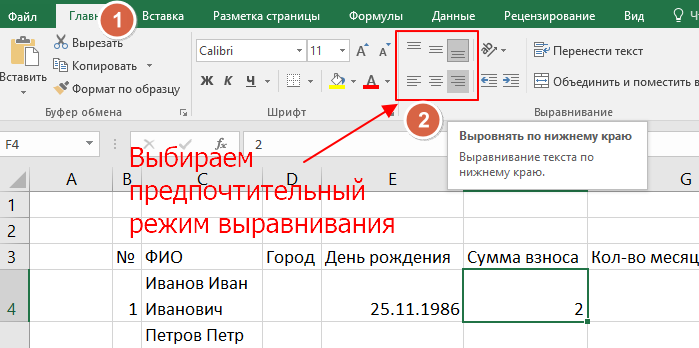 Файл
Главн
1
Вставка
Разметка страницы
Формулы
Данные
Рецензирование
Вид
Вставить
Вырезать
Копировать
Формат по образцу
Буфер обмена
Calibri
11
Ж К Ч
Шрифт
Перенести текст
Объединить и поместить в
Выравнивание
2
Выровнять по нижнему краю
Выравнивание текста по
нижнему краю.
F4
2
Выбираем
предпочтительный
режим выравнивания
A B C D E F G
1
2
3 № ФИО Город День рождения Сумма взноса Кол-во месяц
Иванов Иван
4 1 Иванович 25.11.1986 2
Петров Петр